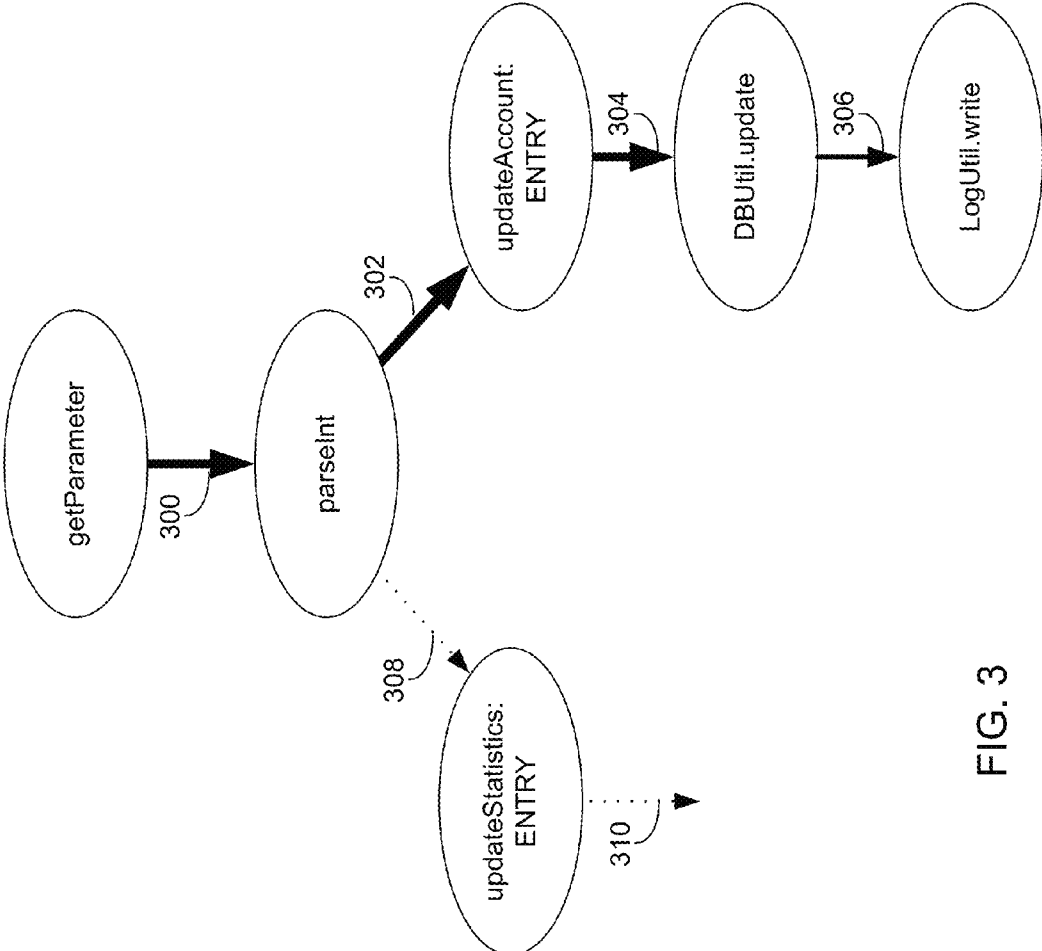 getParameter
300
parseInt
302
308
updateAccount:
ENTRY
304
DBUtil.update
306
LogUtil.write
updateStatistics:
ENTRY
310
FIG. 3